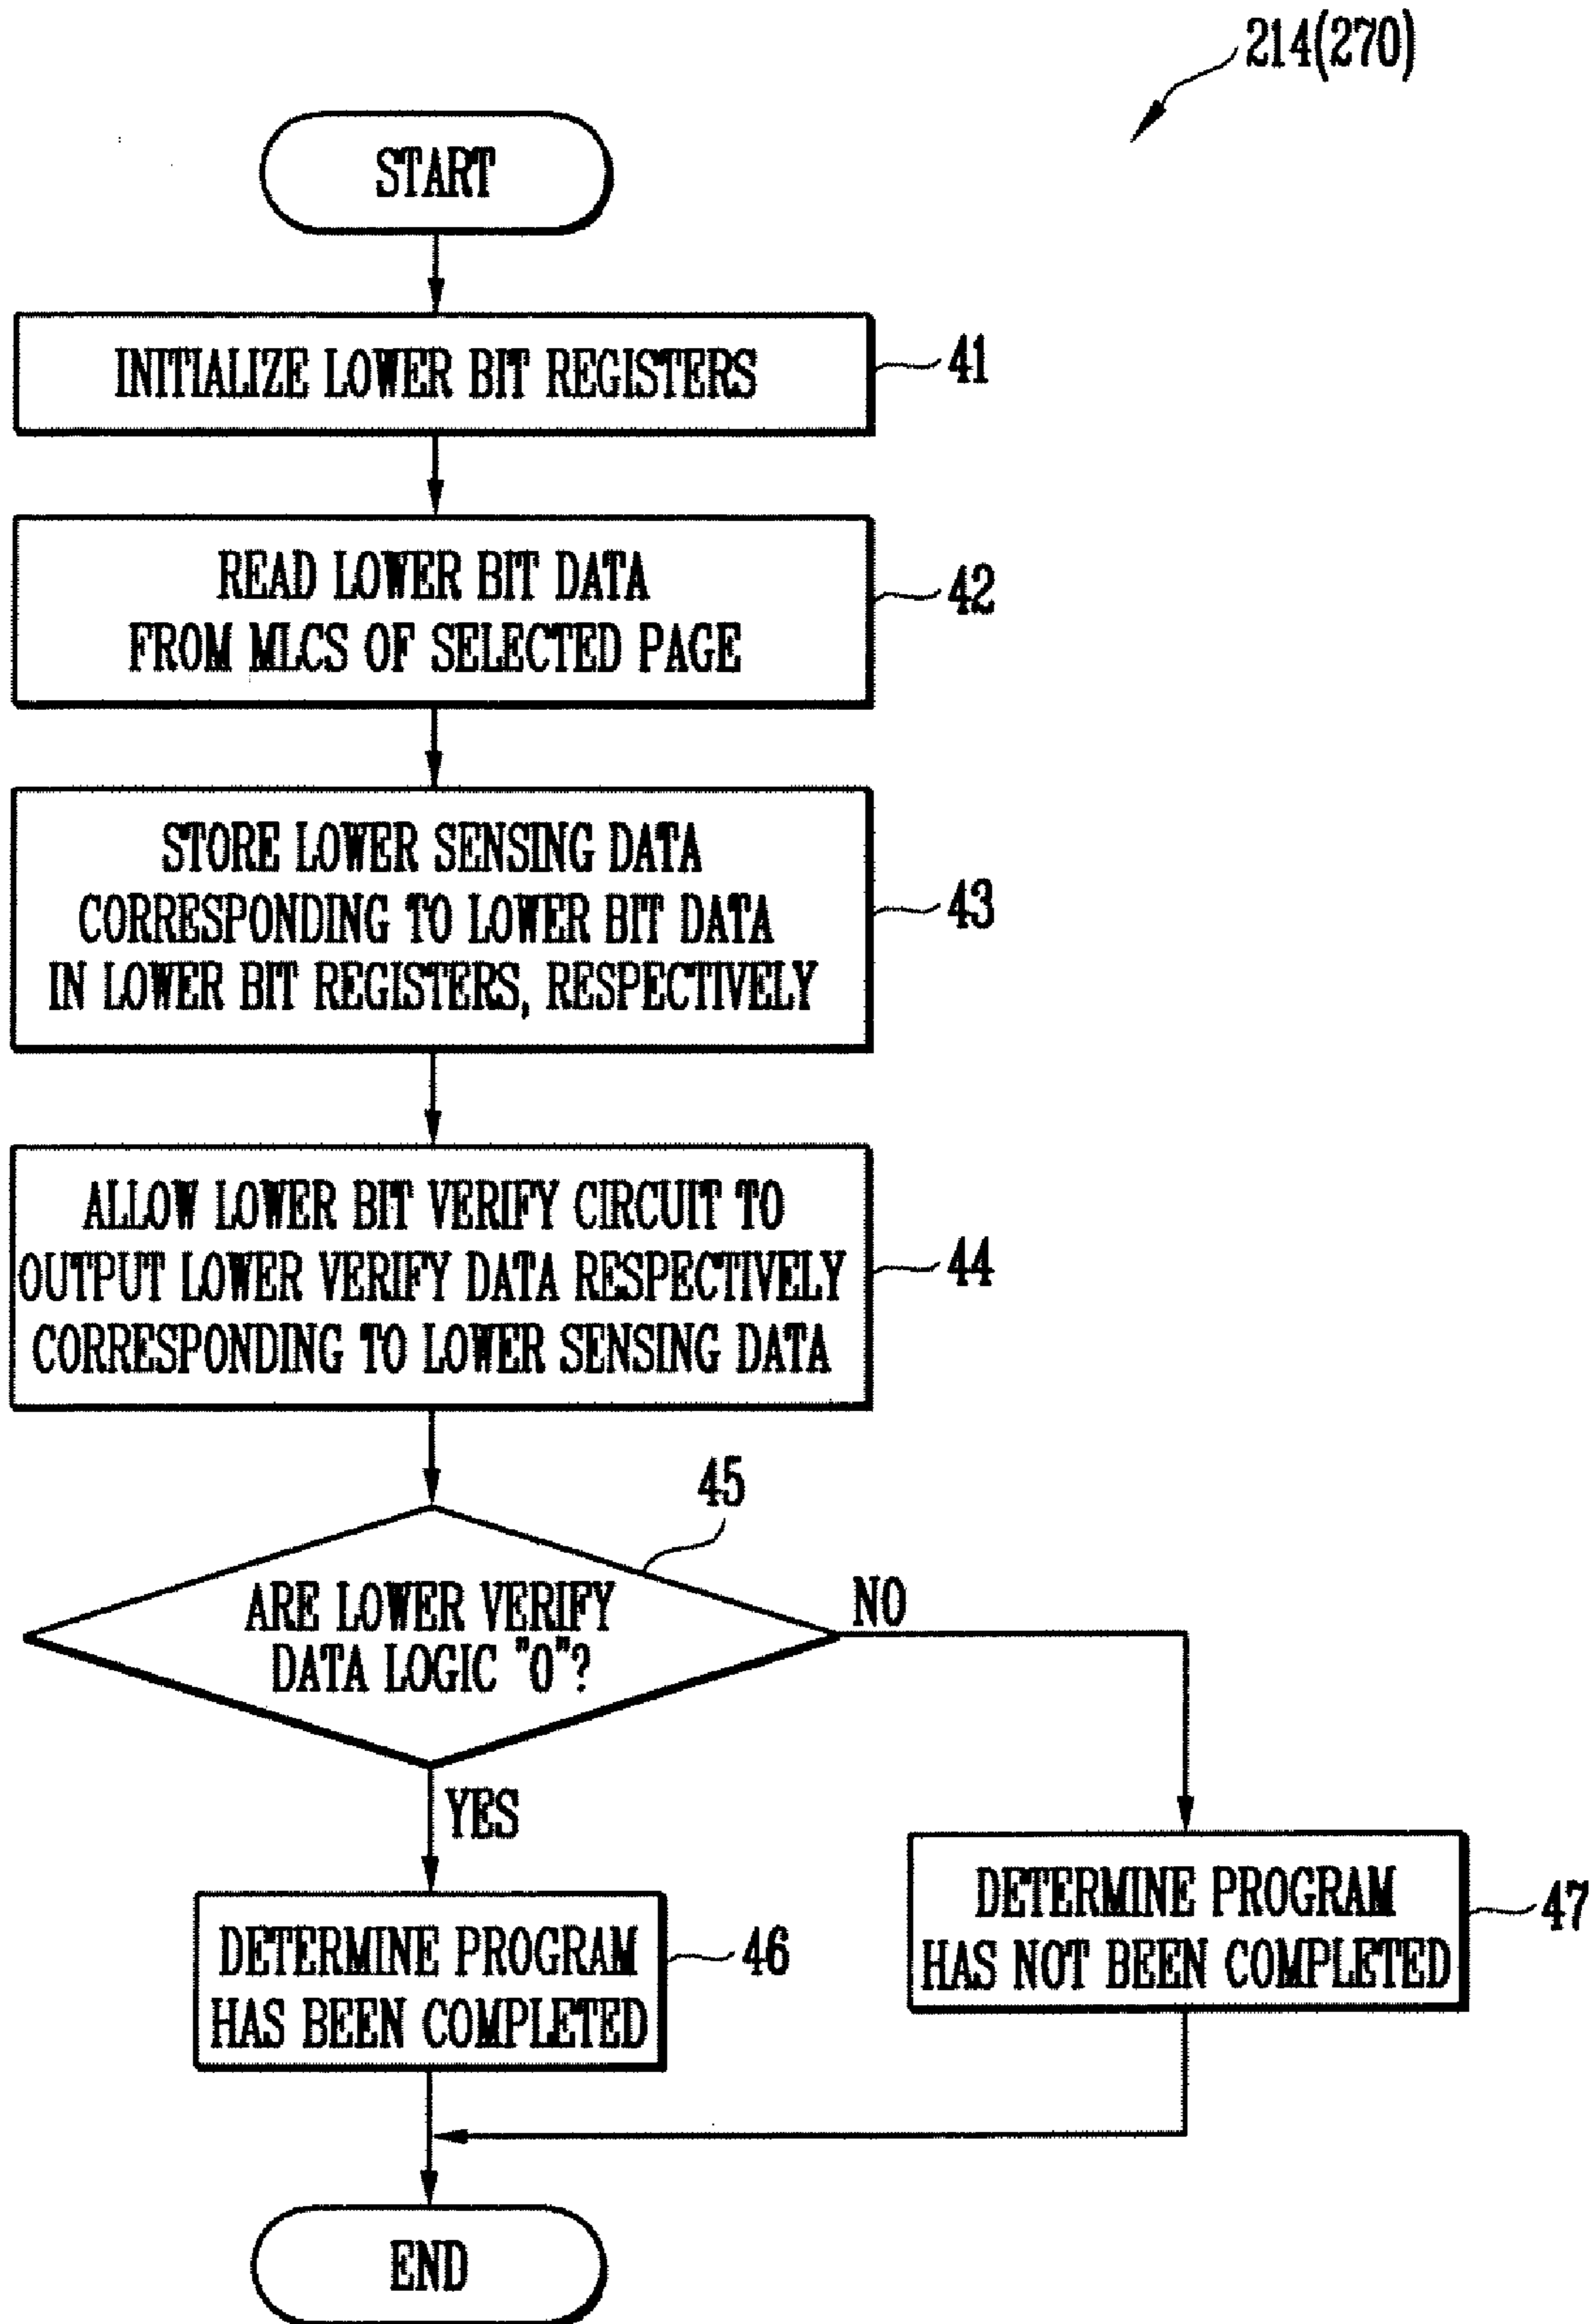 214(270)
START
INITIALIZE LOWER BIT REGISTERS
41
READ LOWER BIT DATA
FROM MLCS OF SELECTED PAGE
42
STORE LOWER SENSING DATA
CORRESPONDING TO LOWER BIT DATA
IN LOWER BIT REGISTERS, RESPECTIVELY
43
ALLOW LOWER BIT VERIFY CIRCUIT TO
OUTPUT LOWER VERIFY DATA RESPECTIVELY
CORRESPONDING TO LOWER SENSING DATA
44
45
ARE LOWER VERIFY
DATA LOGIC "0"?
NO
YES
DETERMINE PROGRAM
HAS BEEN COMPLETED
46
DETERMINE PROGRAM
HAS NOT BEEN COMPLETED
47
END